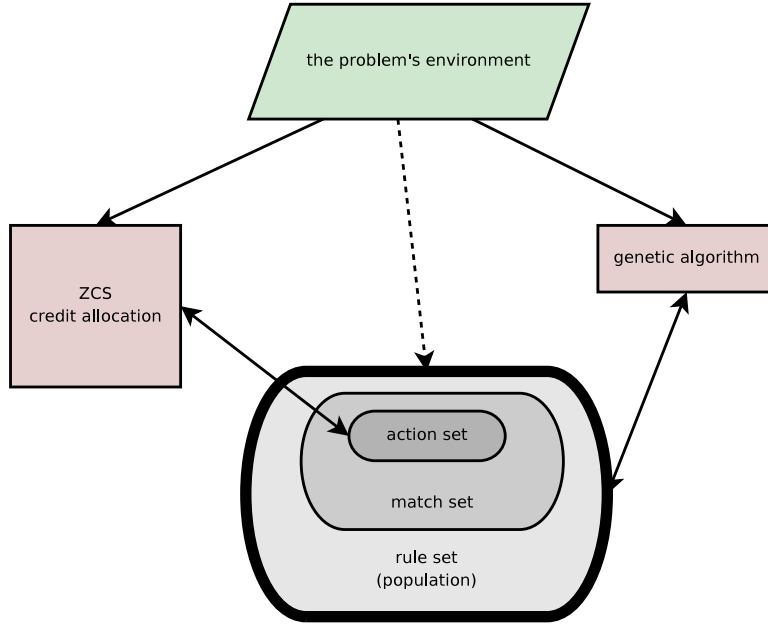 the problem's environment
ZCS
credit allocation
genetic algorithm
action set
match set
rule set
(population)